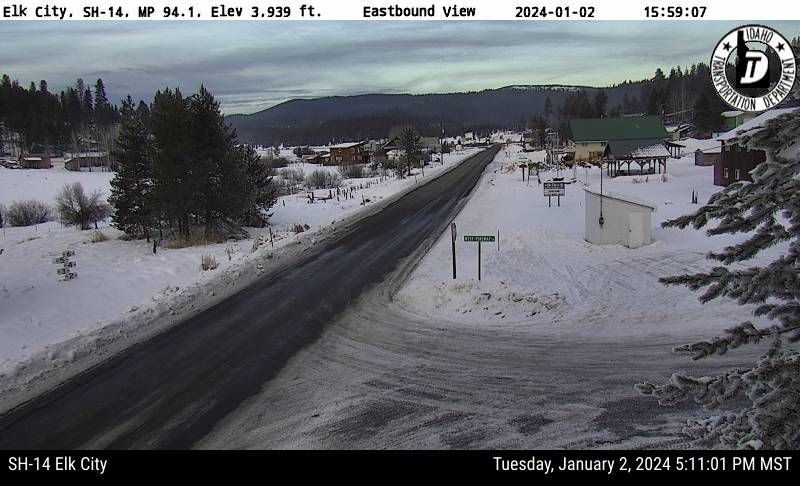 Elk City, SH-14, MP 94.1, Elev 3,939 ft. Eastbound View 2024-01-02 15:59:07
IDAHO
TRANSPORTATION DEPARTMENT
SH-14 Elk City Tuesday, January 2, 2024 5:11:01 PM MST